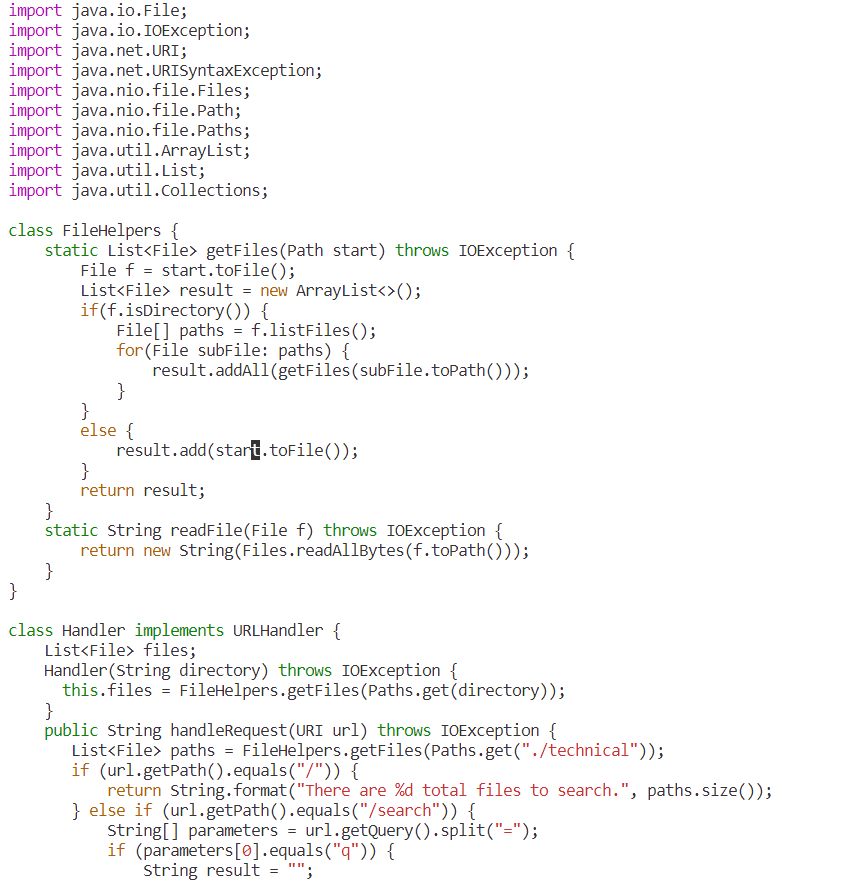 import java.io.File;
import java.io.IOException;
import java.net.URI;
import java.net.URISyntaxException;
import java.nio.file.Files;
import java.nio.file.Path;
import java.nio.file.Paths;
import java.util.ArrayList;
import java.util.List;
import java.util.Collections;

class FileHelpers {
    static List<File> getFiles(Path start) throws IOException {
        File f = start.toFile();
        List<File> result = new ArrayList<>();
        if(f.isDirectory()) {
            File[] paths = f.listFiles();
            for(File subFile: paths) {
                result.addAll(getFiles(subFile.toPath()));
            }
        }
        else {
            result.add(start.toFile());
        }
        return result;
    }
    static String readFile(File f) throws IOException {
        return new String(Files.readAllBytes(f.toPath()));
    }
}

class Handler implements URLHandler {
    List<File> files;
    Handler(String directory) throws IOException {
      this.files = FileHelpers.getFiles(Paths.get(directory));
    }
    public String handleRequest(URI url) throws IOException {
       List<File> paths = FileHelpers.getFiles(Paths.get("./technical"));
       if (url.getPath().equals("/")) {
           return String.format("There are %d total files to search.", paths.size());
       } else if (url.getPath().equals("/search")) {
           String[] parameters = url.getQuery().split("=");
           if (parameters[0].equals("q")) {
               String result = "";